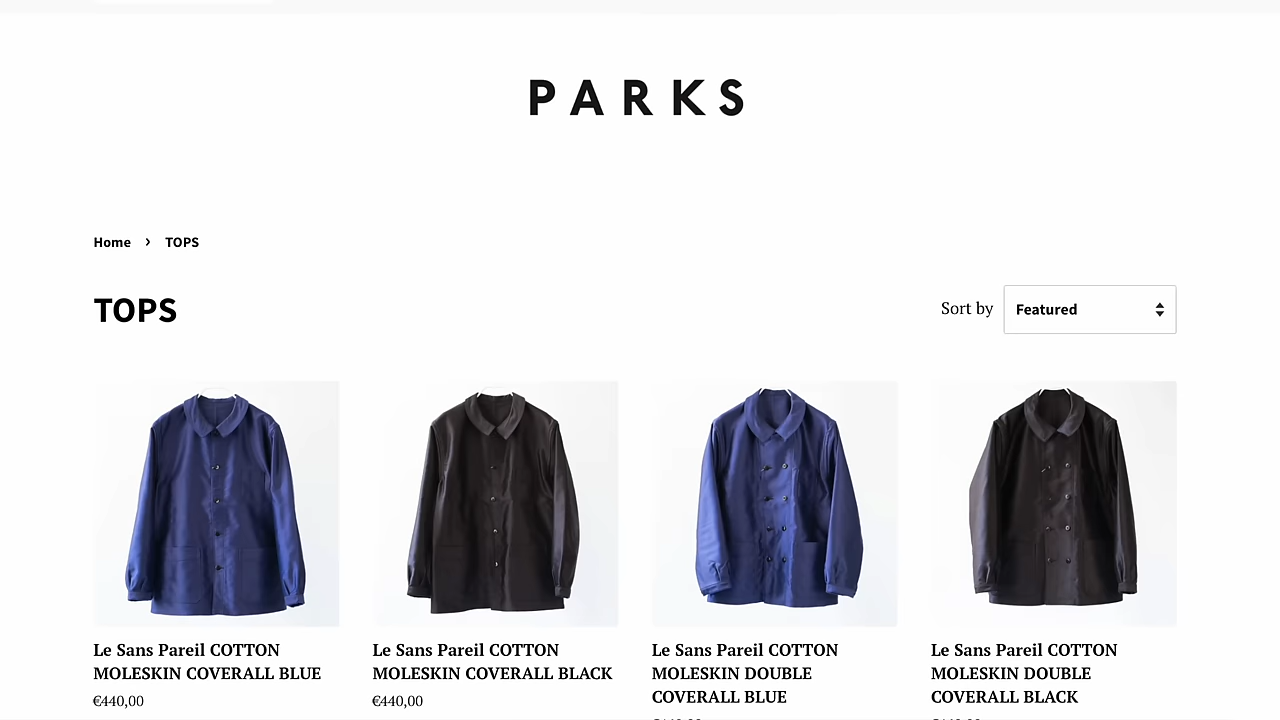 PARKS
Home › TOPS
TOPS
Sort by
Featured
Le Sans Pareil COTTON
MOLESKIN COVERALL BLUE
€440,00
Le Sans Pareil COTTON
MOLESKIN COVERALL BLACK
€440,00
Le Sans Pareil COTTON
MOLESKIN DOUBLE
COVERALL BLUE
Le Sans Pareil COTTON
MOLESKIN DOUBLE
COVERALL BLACK